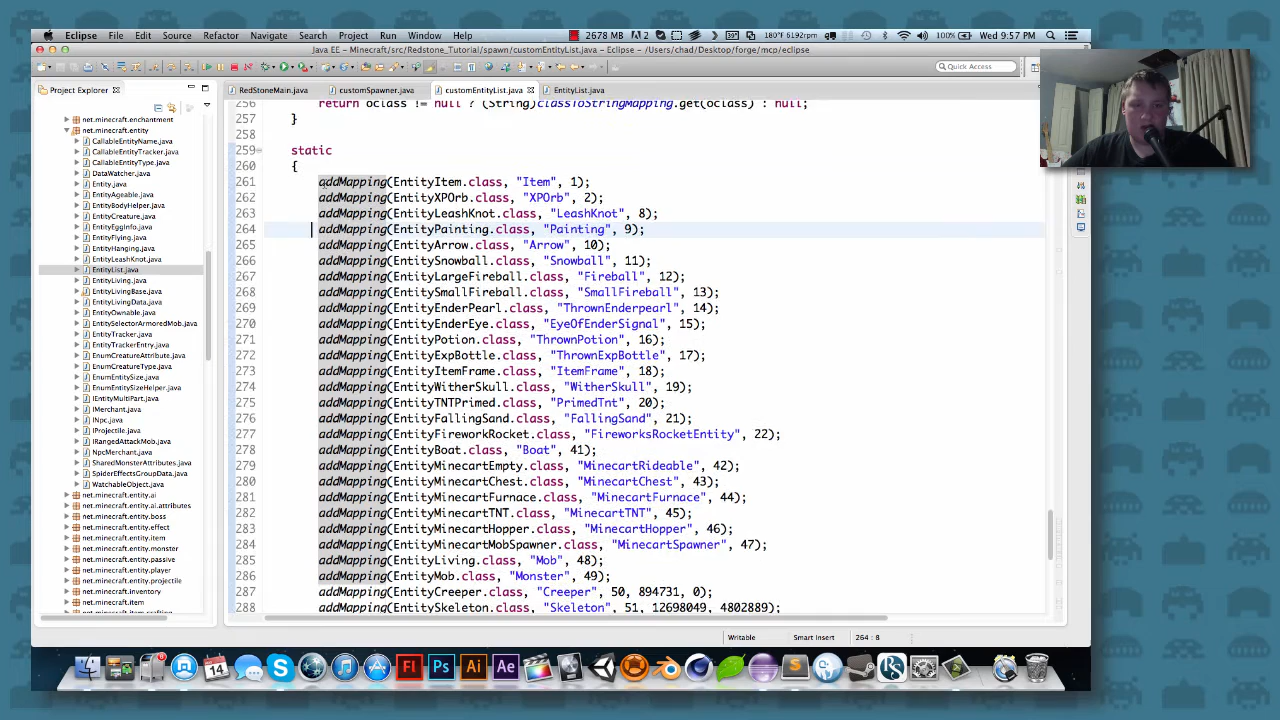 Eclipse File Edit Source Refactor Navigate Search Project Run Window Help 2678 MB 2 39° 180°F 6192rpm 100% Wed 9:57 PM
Java EE - Minecraft/src/Redstone_Tutorial/spawn/customEntityList.java - Eclipse - /Users/chad/Desktop/forge/mcp/eclipse
Quick Access
Project Explorer
RedStoneMain.java customSpawner.java customEntityList.java EntityList.java
net.minecraft.enchantment
net.minecraft.entity
CallableEntityName.java
CallableEntityTracker.java
CallableEntityType.java
DataWatcher.java
Entity.java
EntityAgeable.java
EntityBodyHelper.java
EntityCreature.java
EntityEggInfo.java
EntityFlying.java
EntityHanging.java
EntityLeashKnot.java
EntityList.java
EntityLiving.java
EntityLivingBase.java
EntityLivingData.java
EntityOwnable.java
EntitySelectorArmoredMob.java
EntityTracker.java
EntityTrackerEntry.java
EnumCreatureAttribute.java
EnumCreatureType.java
EnumEntitySize.java
EnumEntitySizeHelper.java
IEntityMultiPart.java
IMerchant.java
INpc.java
IProjectile.java
IRangedAttackMob.java
NpcMerchant.java
SharedMonsterAttributes.java
SpiderEffectsGroupData.java
WatchableObject.java
net.minecraft.entity.ai
net.minecraft.entity.ai.attributes
net.minecraft.entity.boss
net.minecraft.entity.effect
net.minecraft.entity.item
net.minecraft.entity.monster
net.minecraft.entity.passive
net.minecraft.entity.player
net.minecraft.entity.projectile
net.minecraft.inventory
net.minecraft.item
256 return oclass != null ? (String)classToStringMapping.get(oclass) : null;
257 }
258
259 static
260 {
261 addMapping(EntityItem.class, "Item", 1);
262 addMapping(EntityXPOrb.class, "XPOrb", 2);
263 addMapping(EntityLeashKnot.class, "LeashKnot", 8);
264 addMapping(EntityPainting.class, "Painting", 9);
265 addMapping(EntityArrow.class, "Arrow", 10);
266 addMapping(EntitySnowball.class, "Snowball", 11);
267 addMapping(EntityLargeFireball.class, "Fireball", 12);
268 addMapping(EntitySmallFireball.class, "SmallFireball", 13);
269 addMapping(EntityEnderPearl.class, "ThrownEnderpearl", 14);
270 addMapping(EntityEnderEye.class, "EyeOfEnderSignal", 15);
271 addMapping(EntityPotion.class, "ThrownPotion", 16);
272 addMapping(EntityExpBottle.class, "ThrownExpBottle", 17);
273 addMapping(EntityItemFrame.class, "ItemFrame", 18);
274 addMapping(EntityWitherSkull.class, "WitherSkull", 19);
275 addMapping(EntityTNTPrimed.class, "PrimedTnt", 20);
276 addMapping(EntityFallingSand.class, "FallingSand", 21);
277 addMapping(EntityFireworkRocket.class, "FireworksRocketEntity", 22);
278 addMapping(EntityBoat.class, "Boat", 41);
279 addMapping(EntityMinecartEmpty.class, "MinecartRideable", 42);
280 addMapping(EntityMinecartChest.class, "MinecartChest", 43);
281 addMapping(EntityMinecartFurnace.class, "MinecartFurnace", 44);
282 addMapping(EntityMinecartTNT.class, "MinecartTNT", 45);
283 addMapping(EntityMinecartHopper.class, "MinecartHopper", 46);
284 addMapping(EntityMinecartMobSpawner.class, "MinecartSpawner", 47);
285 addMapping(EntityLiving.class, "Mob", 48);
286 addMapping(EntityMob.class, "Monster", 49);
287 addMapping(EntityCreeper.class, "Creeper", 50, 894731, 0);
288 addMapping(EntitySkeleton.class, "Skeleton", 51, 12698049, 4802889);
Writable Smart Insert 264 : 8
14 Fl Ps Ai Ae